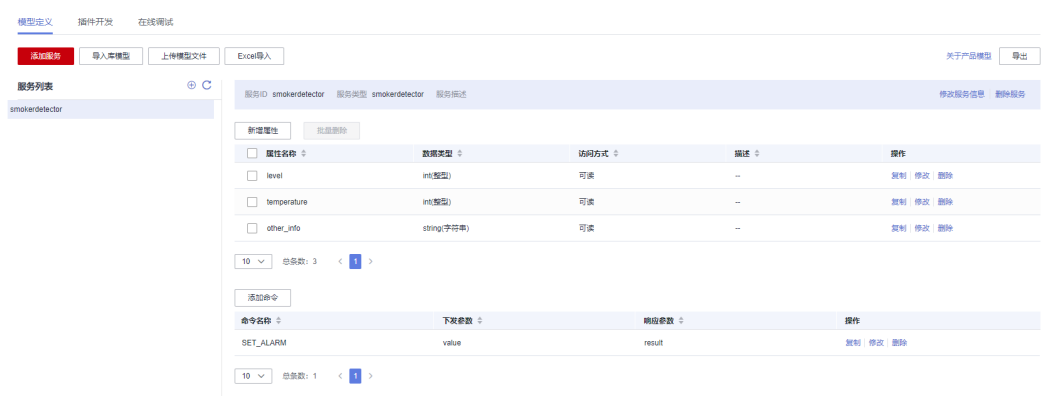 模型定义 插件开发 在线调试
添加服务 导入库模型 上传模型文件 Excel导入 关于产品模型 导出
服务列表
smokerdetector
服务ID smokerdetector 服务类型 smokerdetector 服务描述 修改服务信息 删除服务
新增属性 批量删除
属性名称 数据类型 访问方式 描述 操作
level int(整型) 可读 -- 复制 修改 删除
temperature int(整型) 可读 -- 复制 修改 删除
other_info string(字符串) 可读 -- 复制 修改 删除
10 总条数: 3 < 1 >
添加命令
命令名称 下发参数 响应参数 操作
SET_ALARM value result 复制 修改 删除
10 总条数: 1 < 1 >